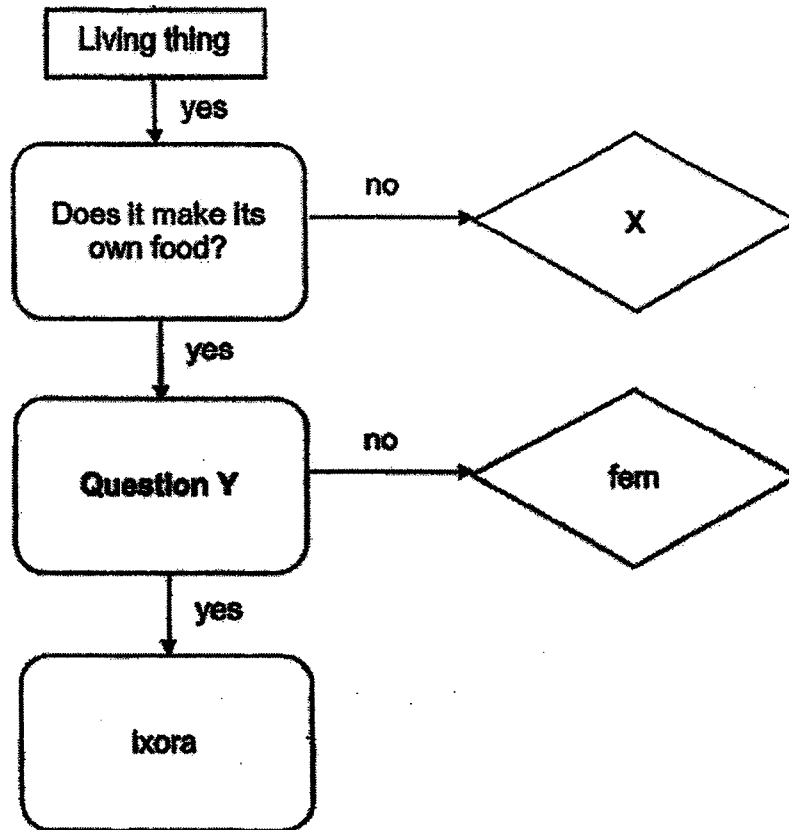 Living thing
yes
Does it make its
own food?
no
X
yes
Question Y
no
fern
yes
ixora